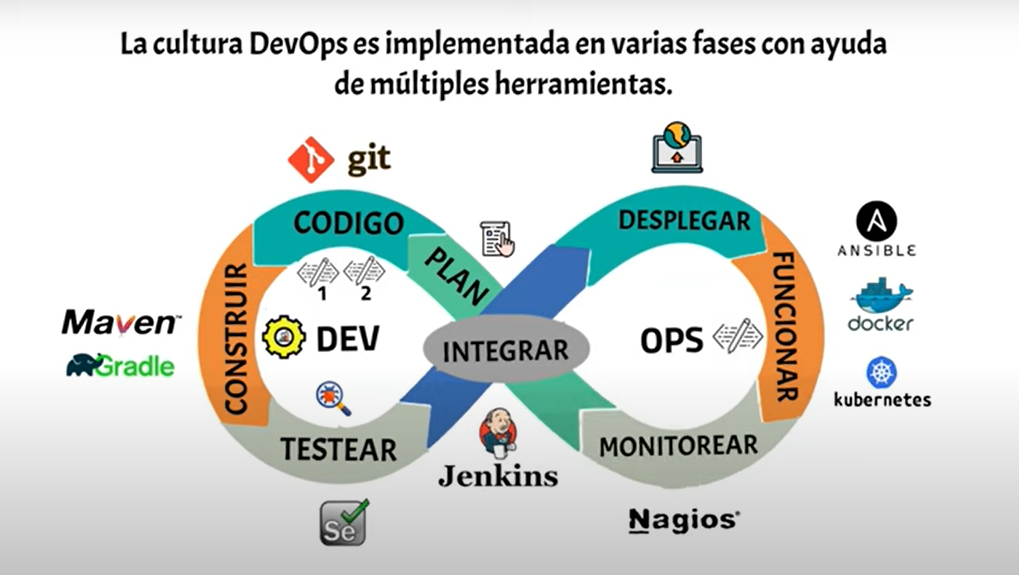 La cultura DevOps es implementada en varias fases con ayuda
de múltiples herramientas.
git
CODIGO
DESPLEGAR
PLAN
ANSIBLE
CONSTRUIR
1 2
FUNCIONAR
Maven™
DEV
OPS
docker
INTEGRAR
Gradle
kubernetes
TESTEAR
MONITOREAR
Jenkins
Se
Nagios®